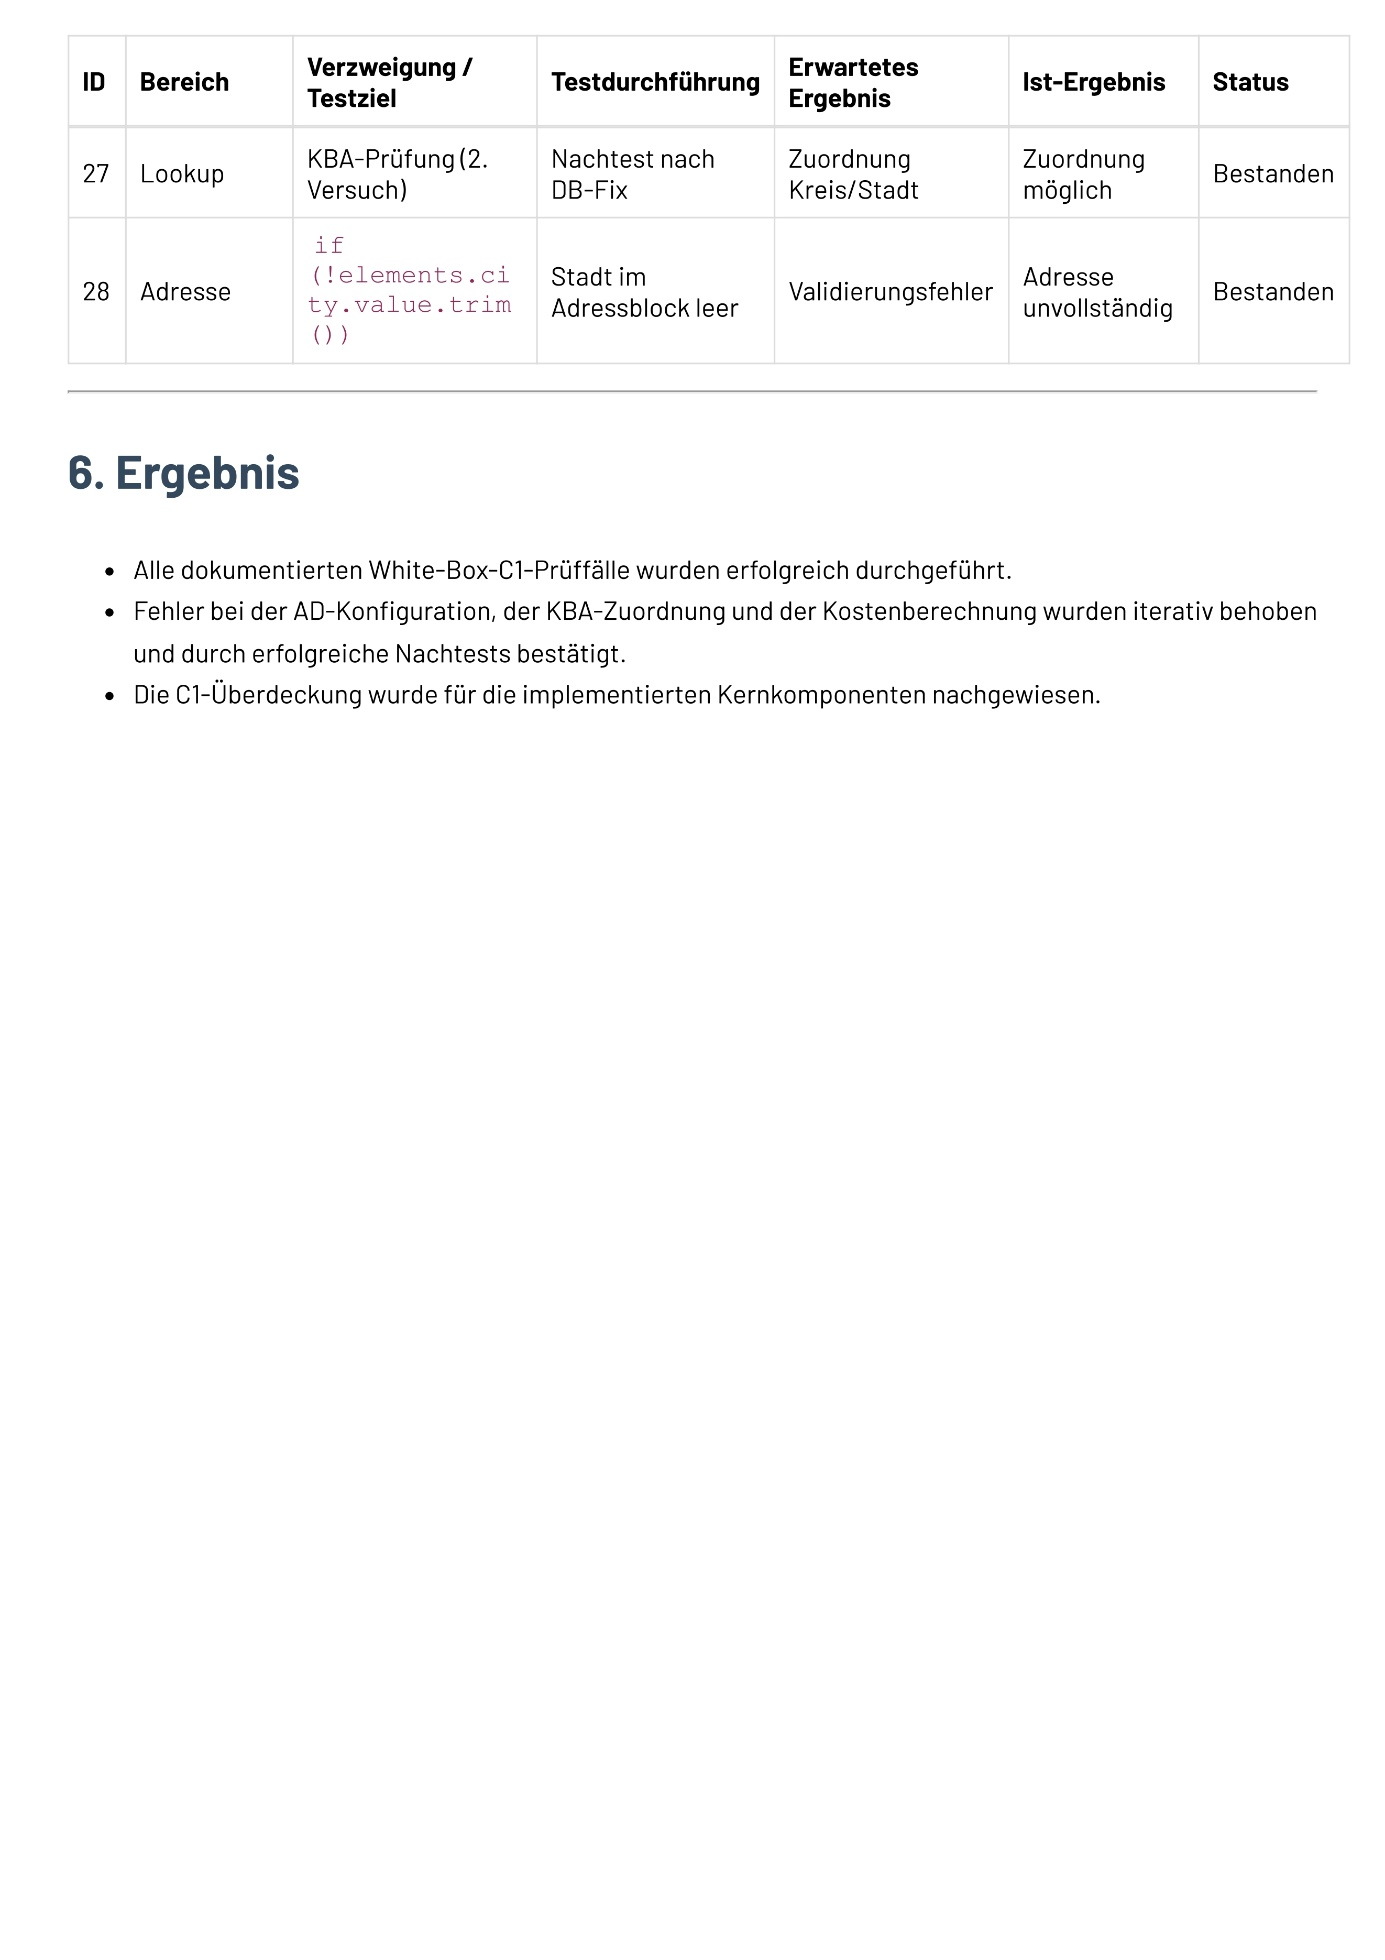 ID Bereich Verzweigung / Testziel Testdurchführung Erwartetes Ergebnis Ist-Ergebnis Status
27 Lookup KBA-Prüfung (2. Versuch) Nachtest nach DB-Fix Zuordnung Kreis/Stadt Zuordnung möglich Bestanden
28 Adresse if (!elements.city.value.trim()) Stadt im Adressblock leer Validierungsfehler Adresse unvollständig Bestanden
6. Ergebnis
• Alle dokumentierten White-Box-C1-Prüffälle wurden erfolgreich durchgeführt.
• Fehler bei der AD-Konfiguration, der KBA-Zuordnung und der Kostenberechnung wurden iterativ behoben
und durch erfolgreiche Nachtests bestätigt.
• Die C1-Überdeckung wurde für die implementierten Kernkomponenten nachgewiesen.